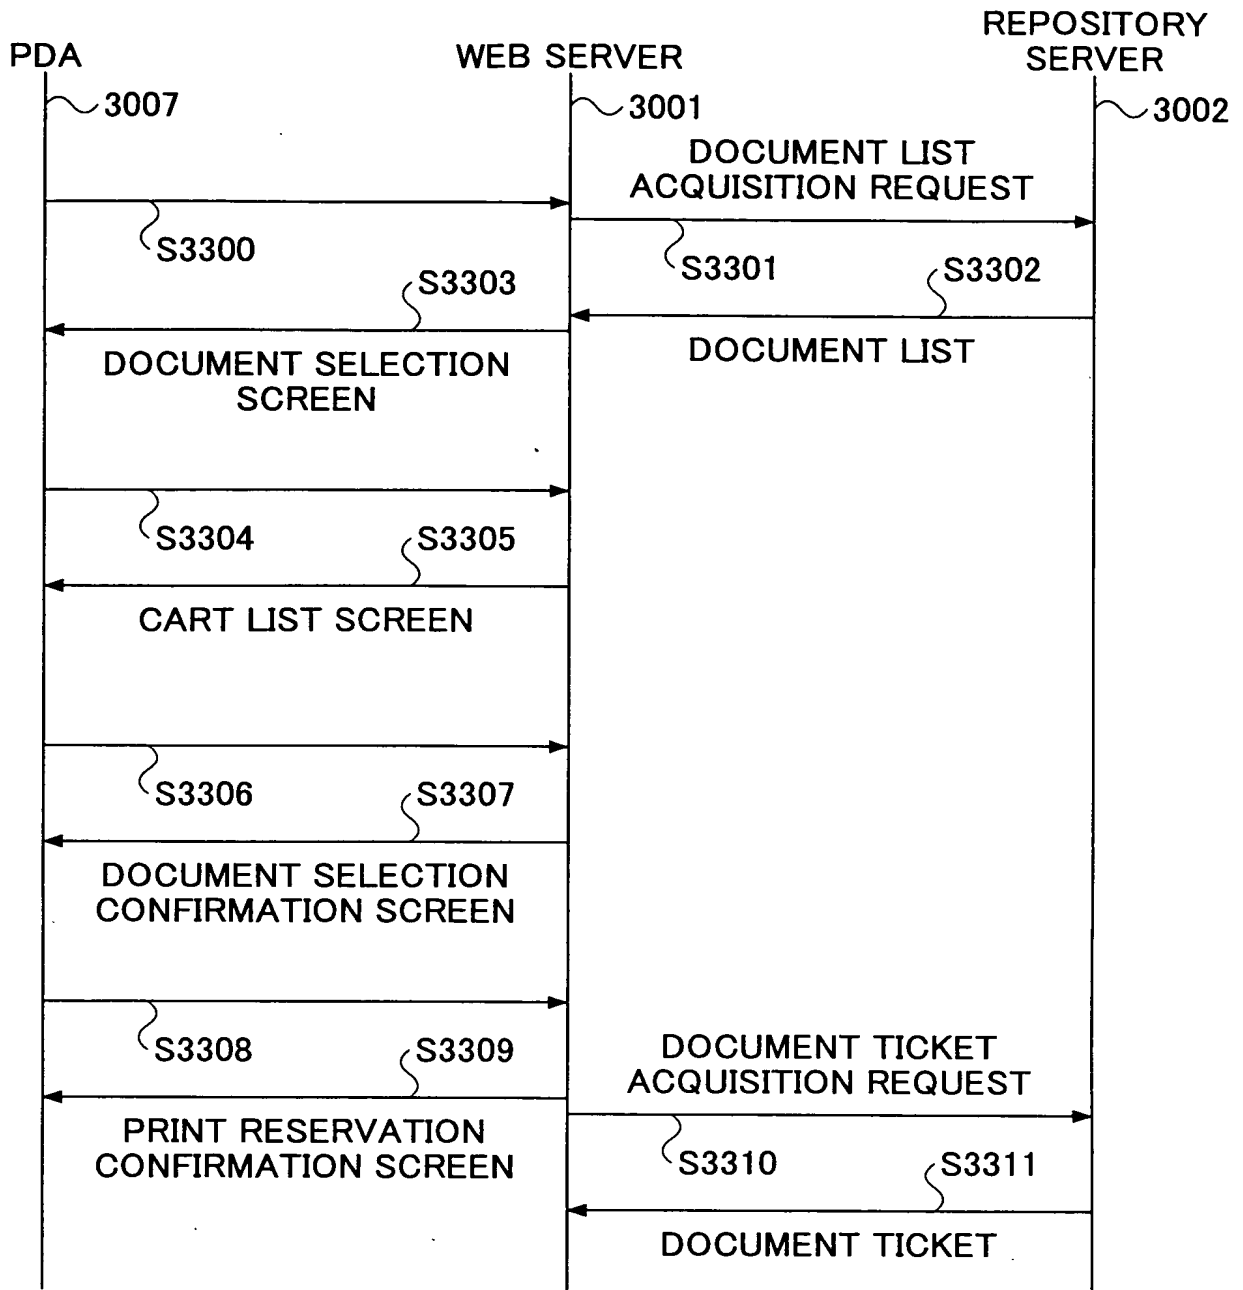 PDA
WEB SERVER
REPOSITORY
SERVER
3007
3001
3002
DOCUMENT LIST
ACQUISITION REQUEST
S3300
S3301
S3302
S3303
DOCUMENT LIST
DOCUMENT SELECTION
SCREEN
S3304
S3305
CART LIST SCREEN
S3306
S3307
DOCUMENT SELECTION
CONFIRMATION SCREEN
S3308
S3309
DOCUMENT TICKET
ACQUISITION REQUEST
PRINT RESERVATION
CONFIRMATION SCREEN
S3310
S3311
DOCUMENT TICKET